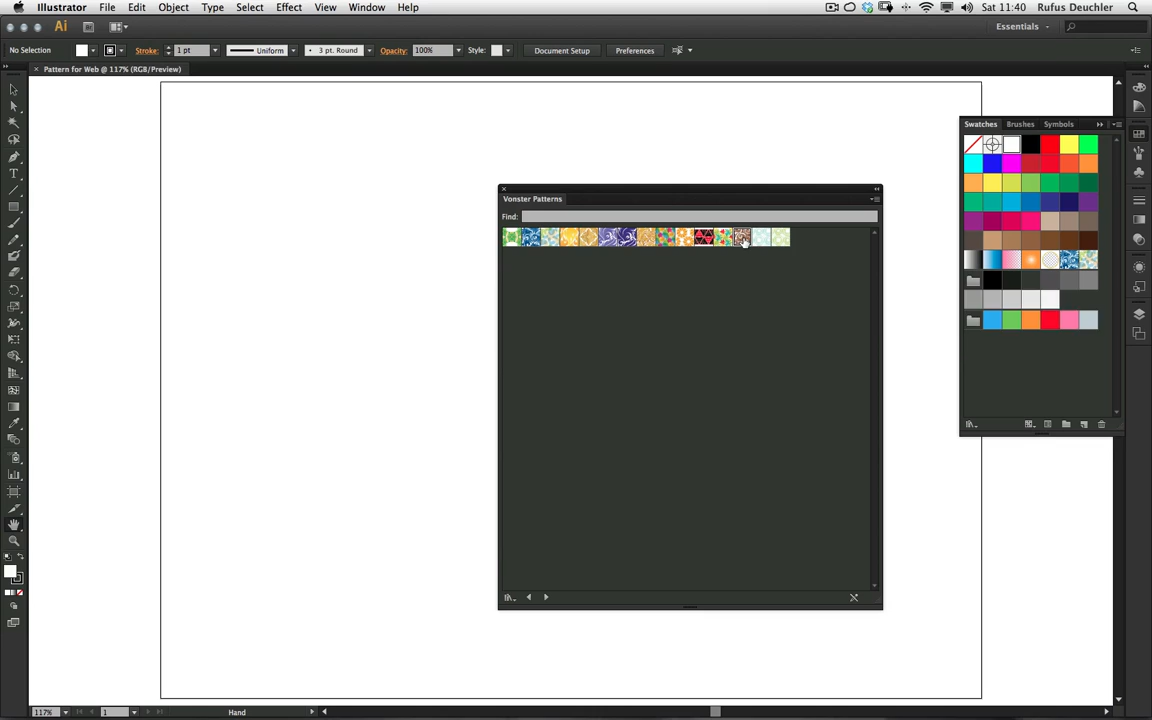 Illustrator File Edit Object Type Select Effect View Window Help Sat 11:40 Rufus Deuchler
Ai Essentials
No Selection Stroke: 1 pt Uniform 3 pt. Round Opacity: 100% Style: Document Setup Preferences
× Pattern for Web @ 117% (RGB/Preview)
Swatches Brushes Symbols
Vonster Patterns
Find:
117% 1 Hand